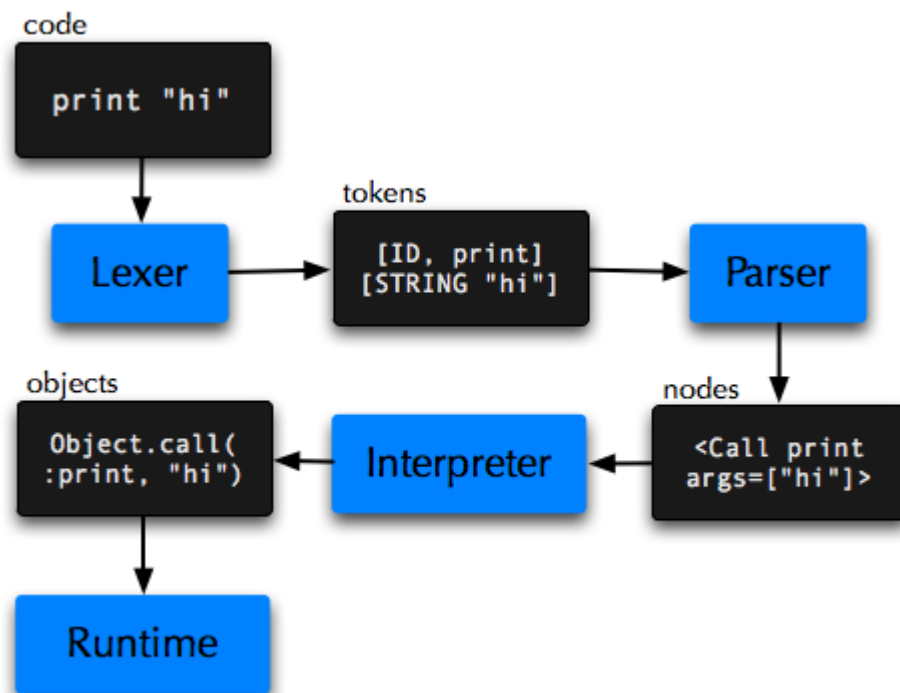 code
print "hi"
Lexer
tokens
[ID, print]
[STRING "hi"]
Parser
nodes
<Call print
args=["hi"]>
Interpreter
objects
Object.call(
:print, "hi")
Runtime